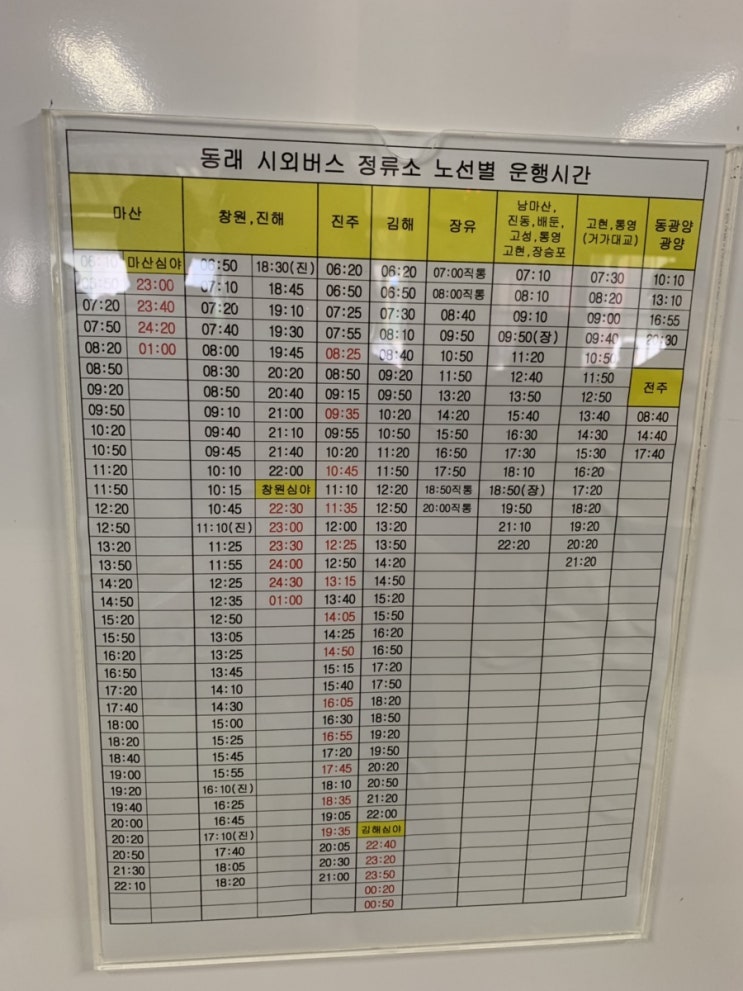 동래 시외버스 정류소 노선별 운행시간
마산 창원,진해 진주 김해 장유 남마산, 진동,배둔, 고성,통영 고현,장승포 고현,통영 (거가대교) 동광양 광양
마산심야 06:50 18:30(진) 06:20 06:20 07:00직통 07:10 07:30 10:10
23:00 07:10 18:45 06:50 06:50 08:00직통 08:10 08:20 13:10
07:20 23:40 07:20 19:10 07:25 07:30 08:40 09:10 09:00 16:55
07:50 24:20 07:40 19:30 07:55 08:10 09:50 09:50(장) 09:40
08:20 01:00 08:00 19:45 08:25 08:40 10:50 11:20 10:50
08:50 08:30 20:20 08:50 09:20 11:50 12:40 11:50 전주
09:20 08:50 20:40 09:15 09:50 13:20 13:50 12:50
09:50 09:10 21:00 09:35 10:20 14:20 15:40 13:40 08:40
10:20 09:40 21:10 09:55 10:50 15:50 16:30 14:30 14:40
10:50 09:45 21:40 10:20 11:20 16:50 17:30 15:30 17:40
11:20 10:10 22:00 10:45 11:50 17:50 18:10 16:20
11:50 10:15 창원심야 11:10 12:20 18:50직통 18:50(장) 17:20
12:20 10:45 22:30 11:35 12:50 20:00직통 19:50 18:20
12:50 11:10(진) 23:00 12:00 13:20 21:10 19:20
13:20 11:25 23:30 12:25 13:50 22:20 20:20
13:50 11:55 24:00 12:50 14:20 21:20
14:20 12:25 24:30 13:15 14:50
14:50 12:35 01:00 13:40 15:20
15:20 12:50 14:05 15:50
15:50 13:05 14:25 16:20
16:20 13:25 14:50 16:50
16:50 13:45 15:15 17:20
17:20 14:10 15:40 17:50
17:40 14:30 16:05 18:20
18:00 15:00 16:30 18:50
18:20 15:25 16:55 19:20
18:40 15:45 17:20 19:50
19:00 15:55 17:45 20:20
19:20 16:10(진) 18:10 20:50
19:40 16:25 18:35 21:20
20:00 16:45 19:05 22:00
20:20 17:10(진) 19:35 김해심야
20:50 17:40 20:05 22:40
21:30 18:05 20:30 23:20
22:10 18:20 21:00 23:50
00:20
00:50